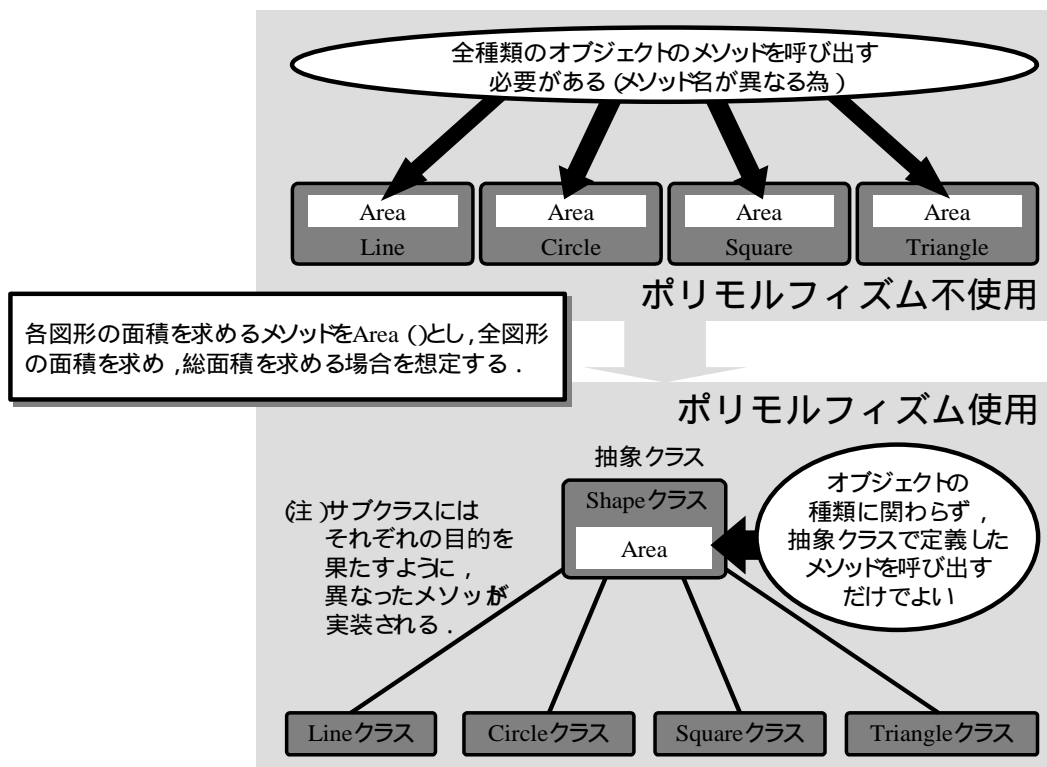 全種類のオブジェクトのメソッドを呼び出す
必要がある(メソッド名が異なる為)
Area
Line
Area
Circle
Area
Square
Area
Triangle
ポリモルフィズム不使用
各図形の面積を求めるメソッドをArea ()とし,全図形
の面積を求め,総面積を求める場合を想定する.
ポリモルフィズム使用
抽象クラス
Shapeクラス
Area
オブジェクトの
種類に関わらず,
抽象クラスで定義した
メソッドを呼び出す
だけでよい
(注)サブクラスには
それぞれの目的を
果たすように,
異なったメソッが
実装される.
Lineクラス
Circleクラス
Squareクラス
Triangleクラス